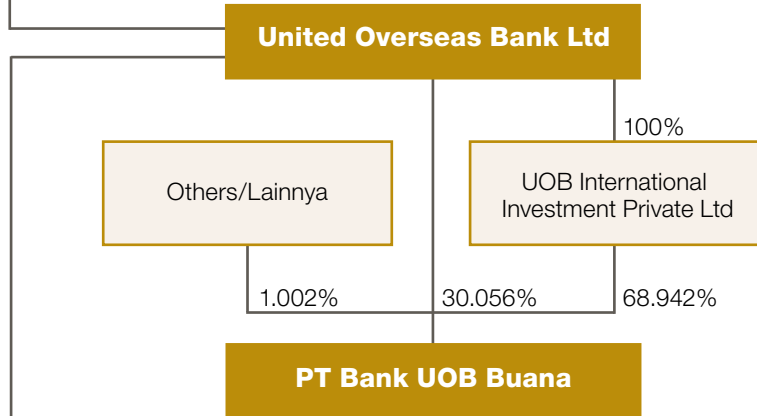 United Overseas Bank Ltd
100%
Others/Lainnya
UOB International
Investment Private Ltd
1.002%
30.056%
68.942%
PT Bank UOB Buana